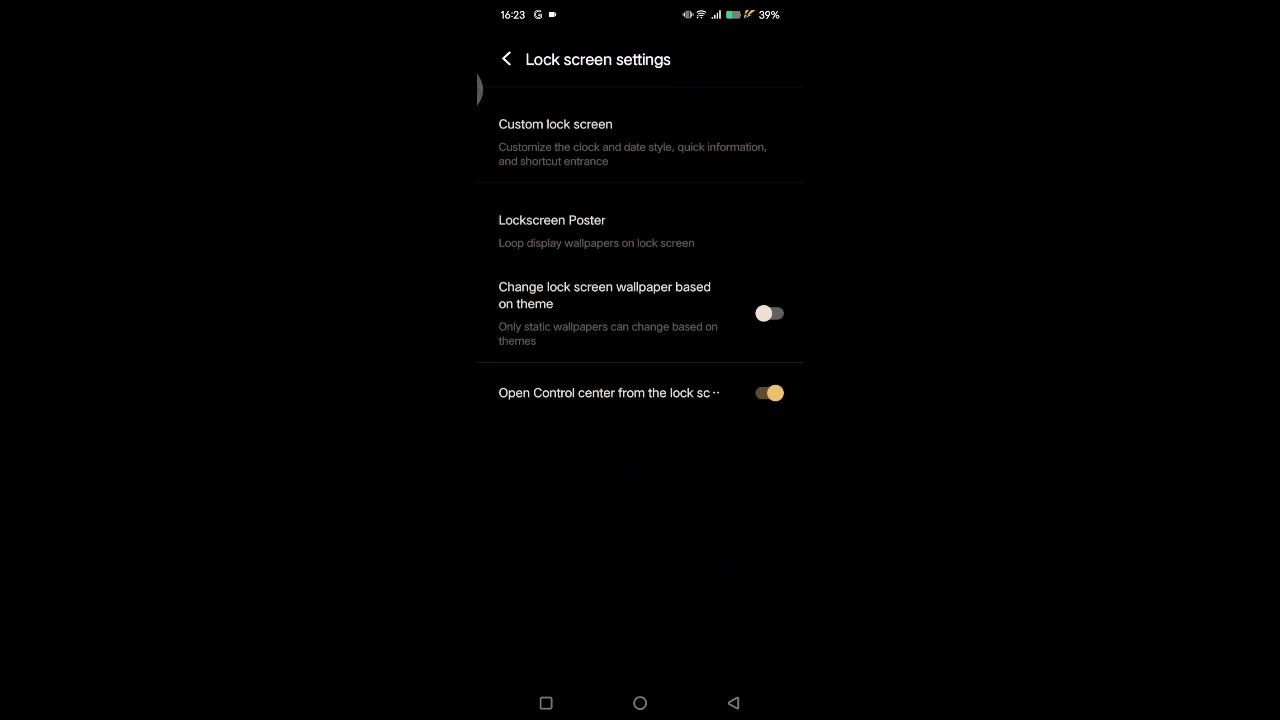 16:23 G 39%
Lock screen settings
Custom lock screen
Customize the clock and date style, quick information,
and shortcut entrance
Lockscreen Poster
Loop display wallpapers on lock screen
Change lock screen wallpaper based
on theme
Only static wallpapers can change based on
themes
Open Control center from the lock sc··